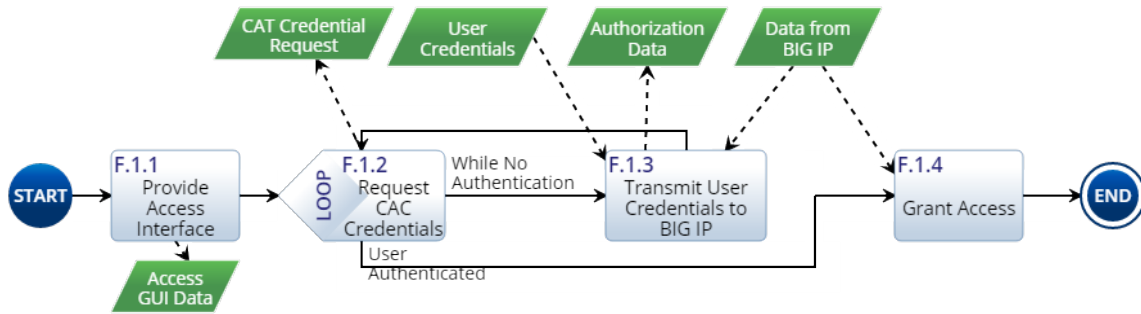 CAT Credential
Request
User
Credentials
Authorization
Data
Data from
BIG IP
START
F.1.1
Provide
Access
Interface
LOOP
F.1.2
Request
CAC
Credentials
While No
Authentication
F.1.3
Transmit User
Credentials to
BIG IP
F.1.4
Grant Access
END
User
Authenticated
Access
GUI Data